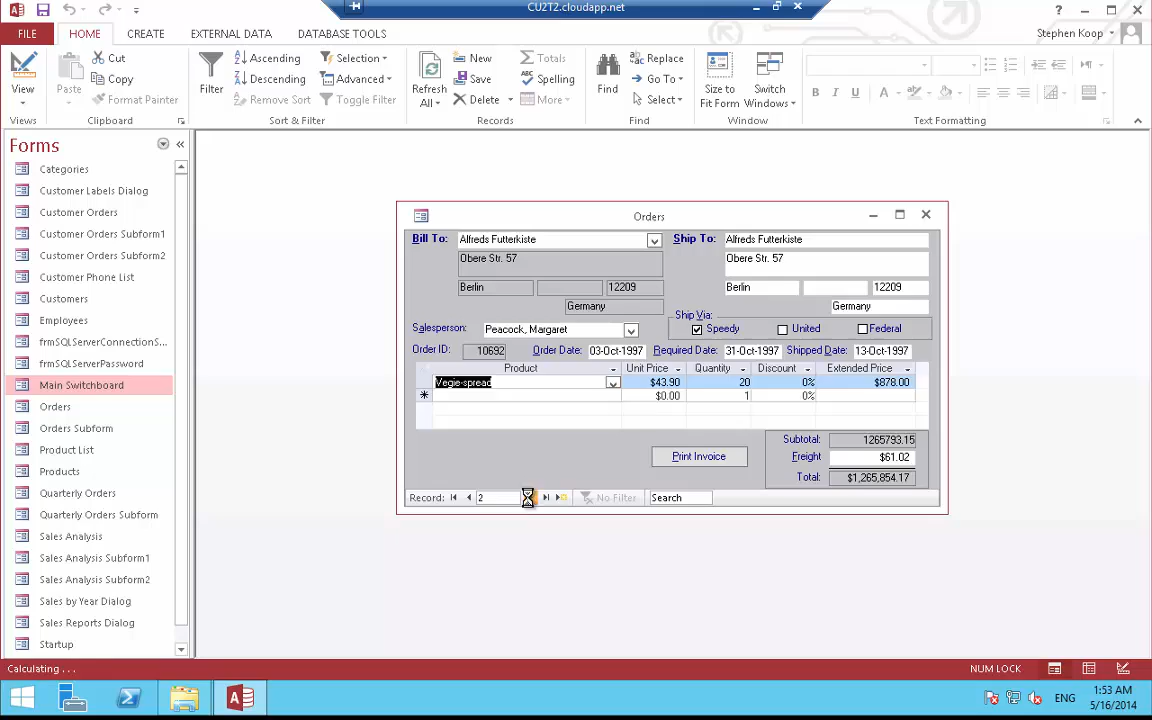 CU2T2.cloudapp.net
FILE
HOME
CREATE
EXTERNAL DATA
DATABASE TOOLS
Stephen Koop
View
Views
Paste
Cut
Copy
Format Painter
Clipboard
Filter
Ascending
Descending
Remove Sort
Selection
Advanced
Toggle Filter
Sort & Filter
Refresh
All
New
Save
Delete
Totals
Spelling
More
Records
Find
Replace
Go To
Select
Find
Size to
Fit Form
Switch
Windows
Window
B I U A
Text Formatting
Forms
Categories
Customer Labels Dialog
Customer Orders
Customer Orders Subform1
Customer Orders Subform2
Customer Phone List
Customers
Employees
frmSQLServerConnectionS...
frmSQLServerPassword
Main Switchboard
Orders
Orders Subform
Product List
Products
Quarterly Orders
Quarterly Orders Subform
Sales Analysis
Sales Analysis Subform1
Sales Analysis Subform2
Sales by Year Dialog
Sales Reports Dialog
Startup
Orders
Bill To: Alfreds Futterkiste Ship To: Alfreds Futterkiste
Obere Str. 57 Obere Str. 57
Berlin 12209 Berlin 12209
Germany Germany
Ship Via:
Salesperson: Peacock, Margaret Speedy United Federal
Order ID: 10692 Order Date: 03-Oct-1997 Required Date: 31-Oct-1997 Shipped Date: 13-Oct-1997
Product Unit Price Quantity Discount Extended Price
Vegie-spread $43.90 20 0% $878.00
* $0.00 1 0%
Subtotal: 1265793.15
Print Invoice Freight $61.02
Total: $1,265,854.17
Record: 2 No Filter Search
Calculating . . .
NUM LOCK
ENG
1:53 AM
5/16/2014